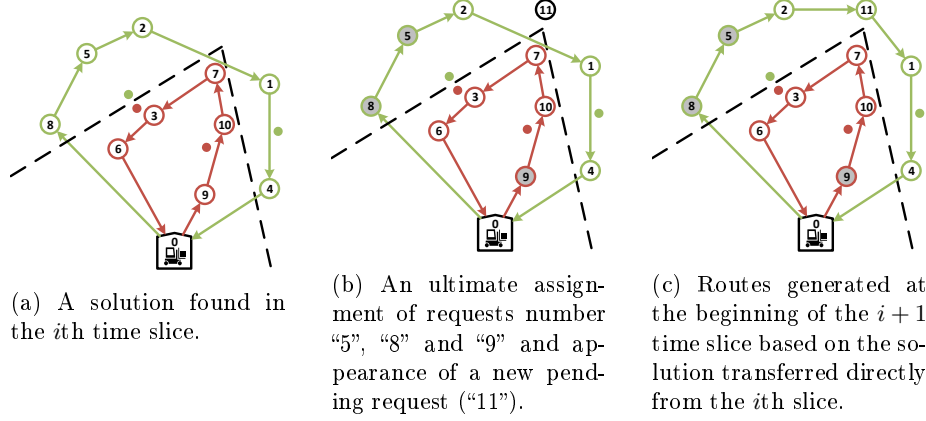 2
5
7
1
3
8
10
6
9
4
0
(a) A solution found in
the ith time slice.
11
2
5
7
1
3
8
10
6
4
9
0
(b) An ultimate assign-
ment of requests number
"5", "8" and "9" and ap-
pearance of a new pend-
ing request ("11").
2
11
5
7
1
3
8
10
6
4
9
0
(c) Routes generated at
the beginning of the i + 1
time slice based on the so-
lution transferred directly
from the ith slice.